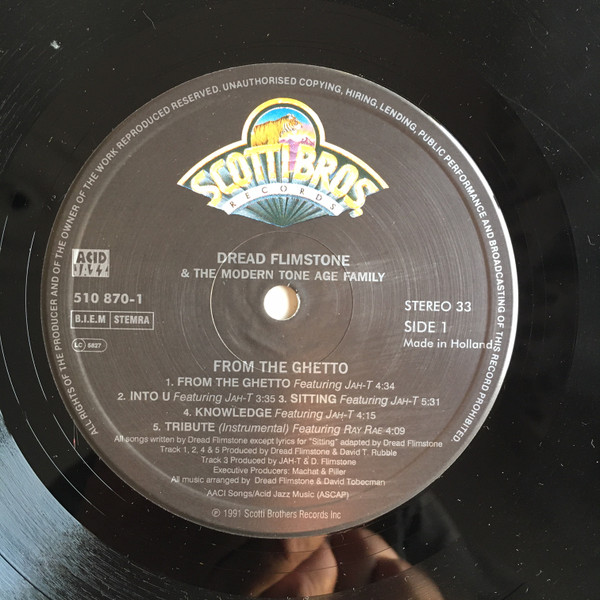 ALL RIGHTS OF THE PRODUCER AND OF THE OWNER OF THE WORK REPRODUCED RESERVED. UNAUTHORISED COPYING, HIRING, LENDING, PUBLIC PERFORMANCE AND BROADCASTING OF THIS RECORD PROHIBITED
SCOTTI BROS.
RECORDS
DREAD FLIMSTONE
& THE MODERN TONE AGE FAMILY
ACID
JAZZ
510 870-1
B.I.E.M STEMRA
LC 6827
STEREO 33
SIDE 1
Made in Holland
FROM THE GHETTO
1. FROM THE GHETTO Featuring JAH-T 4:34
2. INTO U Featuring JAH-T 3:35 3. SITTING Featuring JAH-T 5:31
4. KNOWLEDGE Featuring JAH-T 4:15
5. TRIBUTE (Instrumental) Featuring RAY RAE 4:09
All songs written by Dread Flimstone except lyrics for "Sitting" adapted by Dread Flimstone
Track 1, 2, 4 & 5 Produced by Dread Flimstone & David T. Rubble
Track 3 Produced by JAH-T & D. Flimstone
Executive Producers: Machat & Piller
All music arranged by Dread Flimstone & David Tobocman
AACI Songs/Acid Jazz Music (ASCAP)
℗ 1991 Scotti Brothers Records Inc